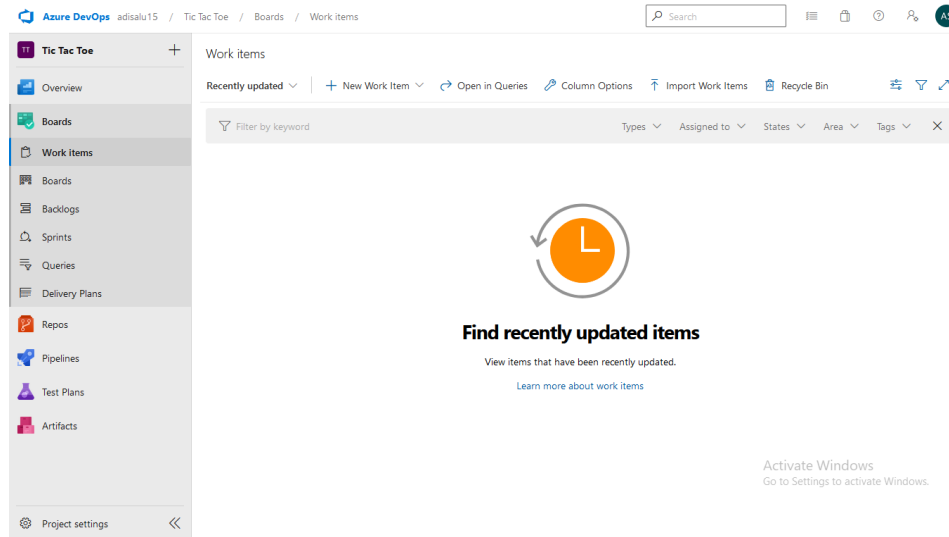 Azure DevOps adisalu15 / Tic Tac Toe / Boards / Work items
Search
AS
TT Tic Tac Toe
Work items
Recently updated
New Work Item
Open in Queries
Column Options
Import Work Items
Recycle Bin
Filter by keyword
Types
Assigned to
States
Area
Tags
Overview
Boards
Work items
Boards
Backlogs
Sprints
Queries
Delivery Plans
Repos
Pipelines
Test Plans
Artifacts
Project settings
Find recently updated items
View items that have been recently updated.
Learn more about work items
Activate Windows
Go to Settings to activate Windows.